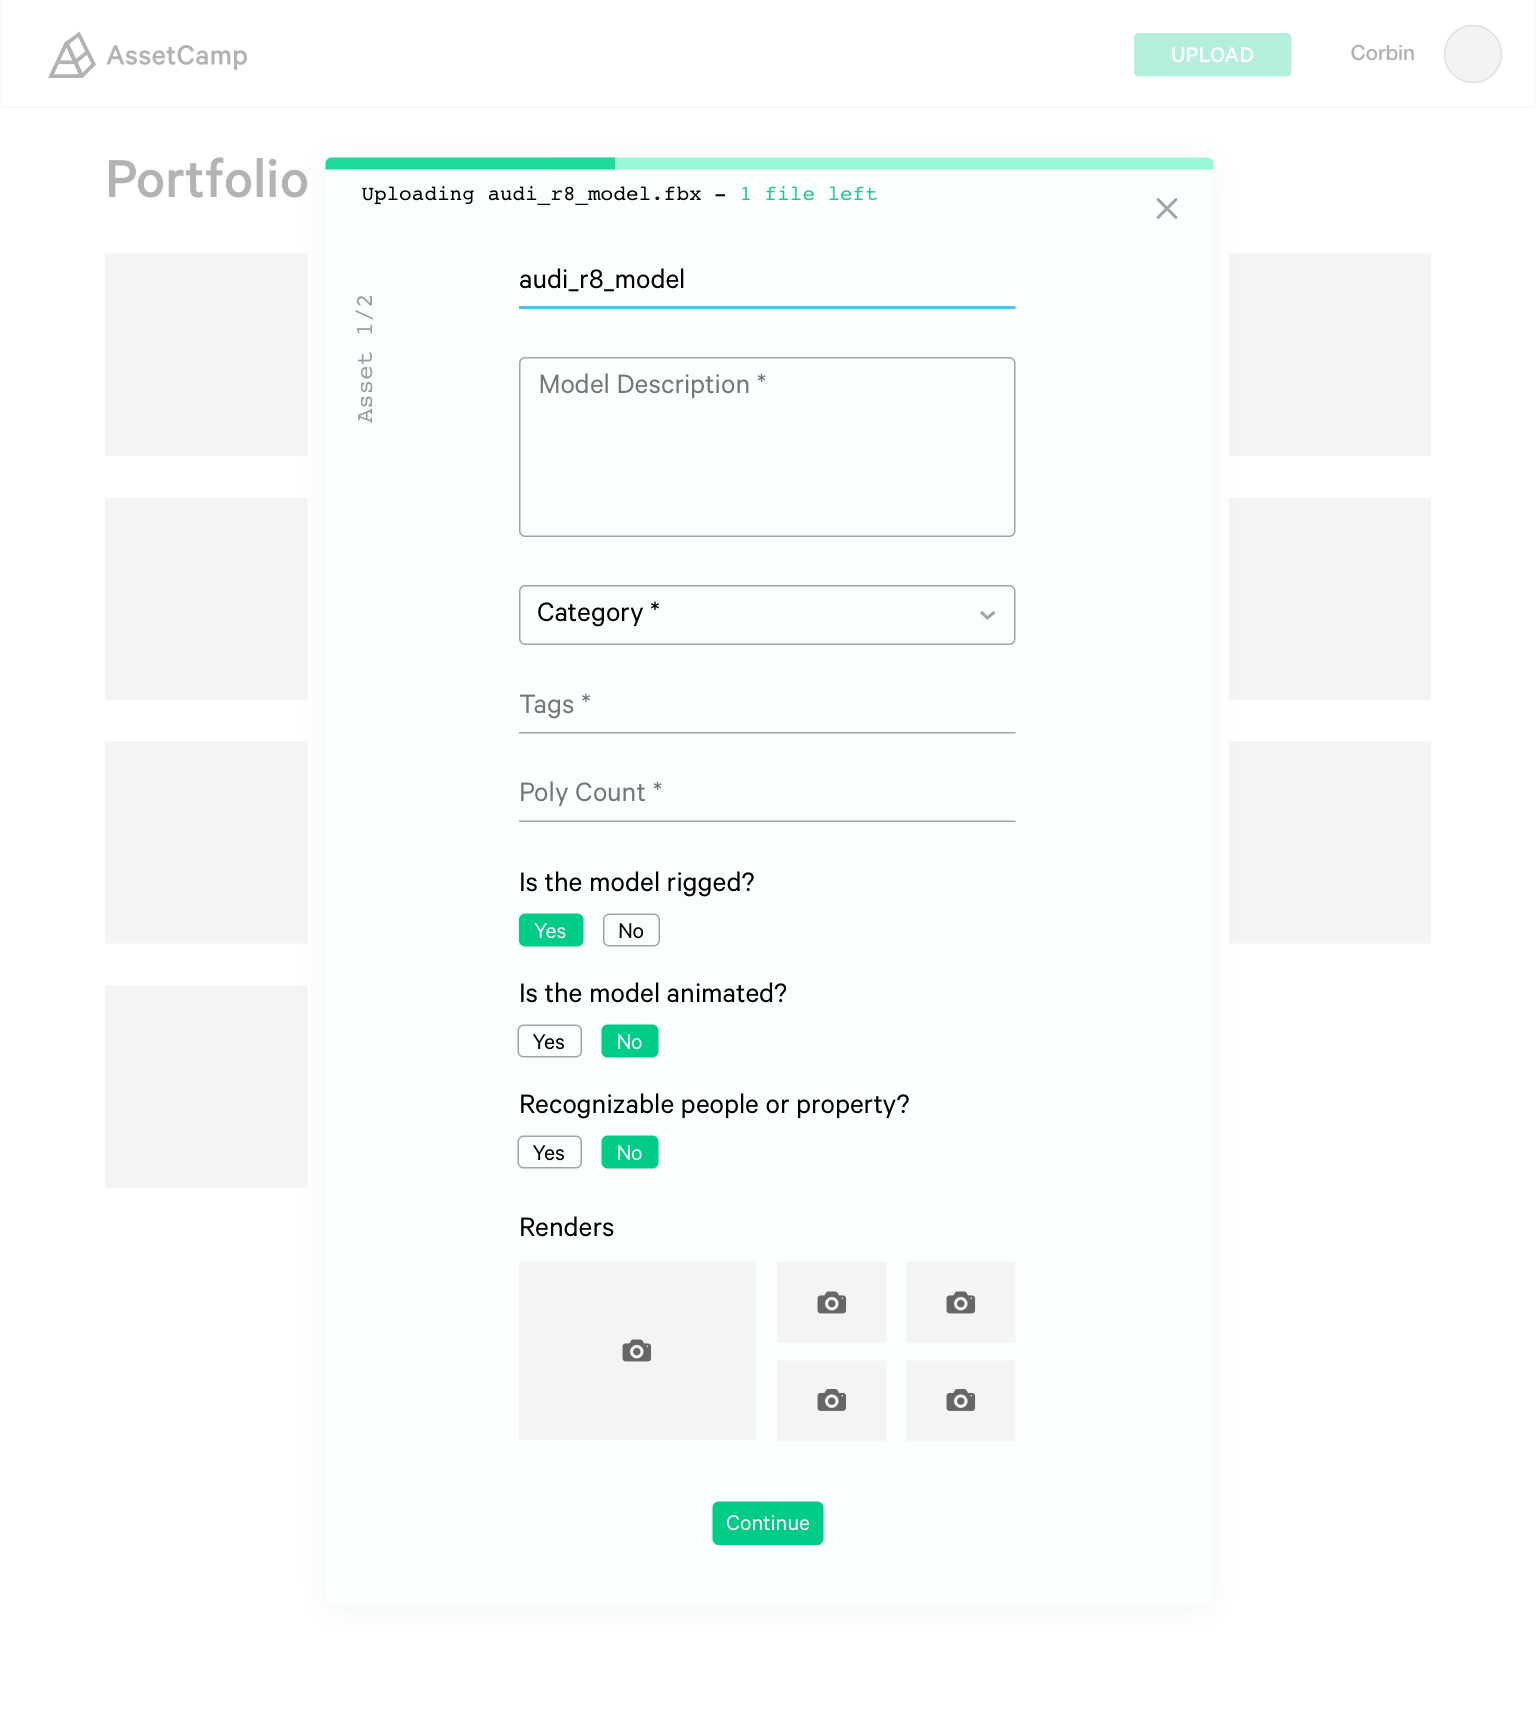 AssetCamp
UPLOAD
Corbin
Portfolio
Uploading audi_r8_model.fbx - 1 file left
Asset 1/2
audi_r8_model
Model Description *
Category *
Tags *
Poly Count *
Is the model rigged?
Yes No
Is the model animated?
Yes No
Recognizable people or property?
Yes No
Renders
Continue